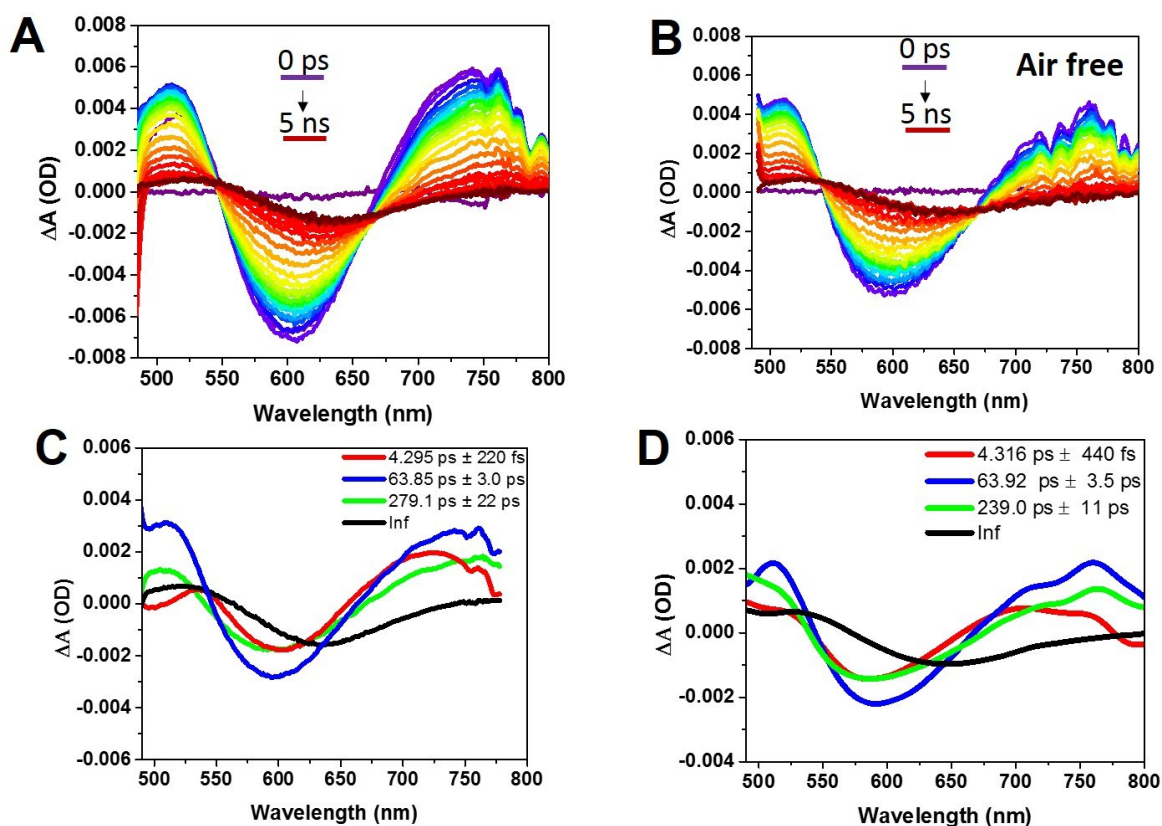 A
0 ps
5 ns
0.008
0.006
0.004
0.002
0.000
-0.002
-0.004
-0.006
-0.008
ΔA (OD)
500 550 600 650 700 750 800
Wavelength (nm)
B
0 ps
5 ns
Air free
0.008
0.006
0.004
0.002
0.000
-0.002
-0.004
-0.006
-0.008
ΔA (OD)
500 550 600 650 700 750 800
Wavelength (nm)
C
4.295 ps ± 220 fs
63.85 ps ± 3.0 ps
279.1 ps ± 22 ps
Inf
0.006
0.004
0.002
0.000
-0.002
-0.004
-0.006
ΔA (OD)
500 550 600 650 700 750 800
Wavelength (nm)
D
4.316 ps ± 440 fs
63.92 ps ± 3.5 ps
239.0 ps ± 11 ps
Inf
0.006
0.004
0.002
0.000
-0.002
-0.004
ΔA (OD)
500 550 600 650 700 750 800
Wavelength (nm)